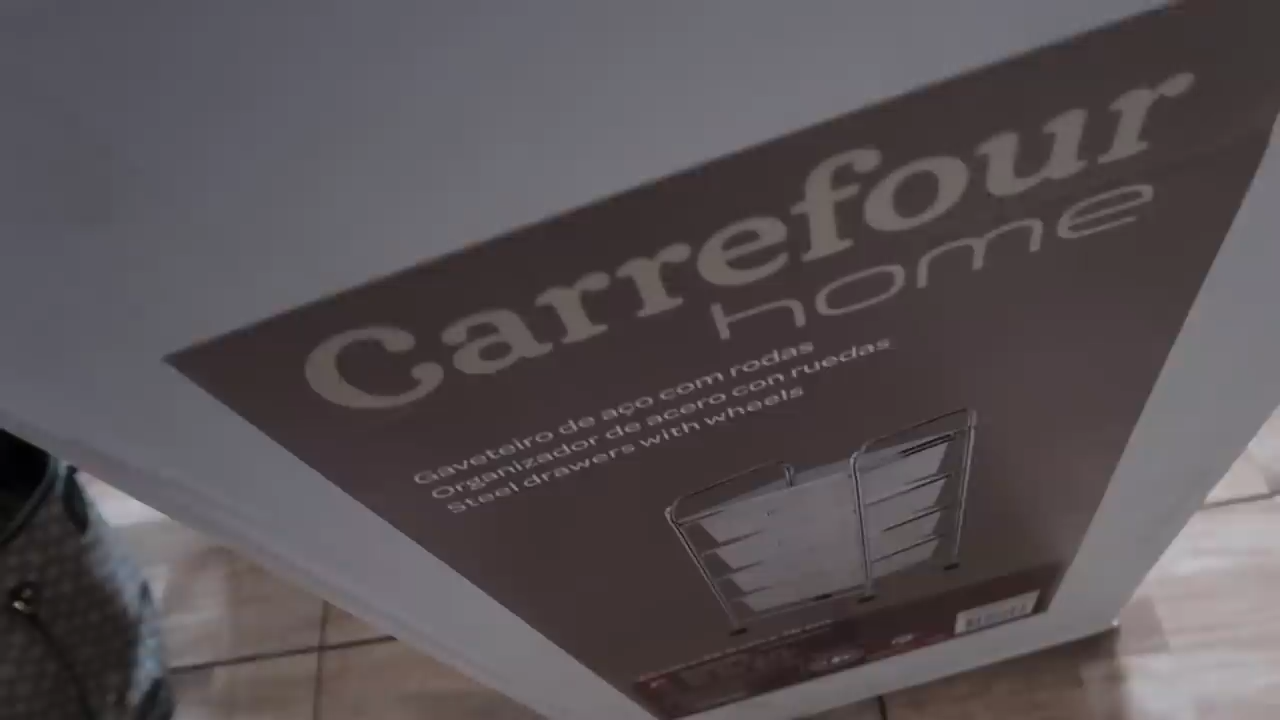 Carrefour
home
Gaveteiro de aço com rodas
Organizador de acero con ruedas
Steel drawers with wheels